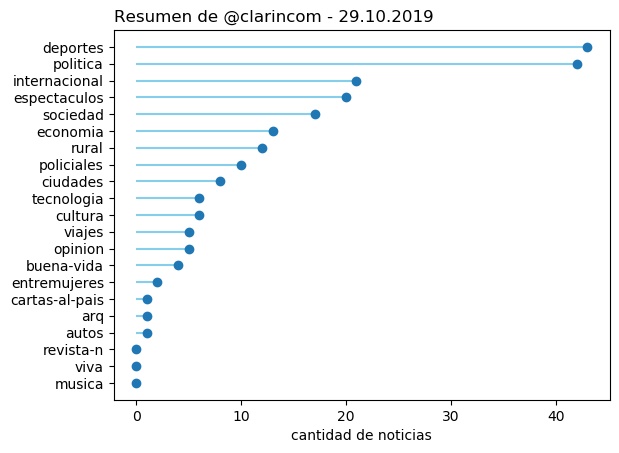 Resumen de @clarincom - 29.10.2019
deportes
politica
internacional
espectaculos
sociedad
economia
rural
policiales
ciudades
tecnologia
cultura
viajes
opinion
buena-vida
entremujeres
cartas-al-pais
arq
autos
revista-n
viva
musica
0 10 20 30 40
cantidad de noticias